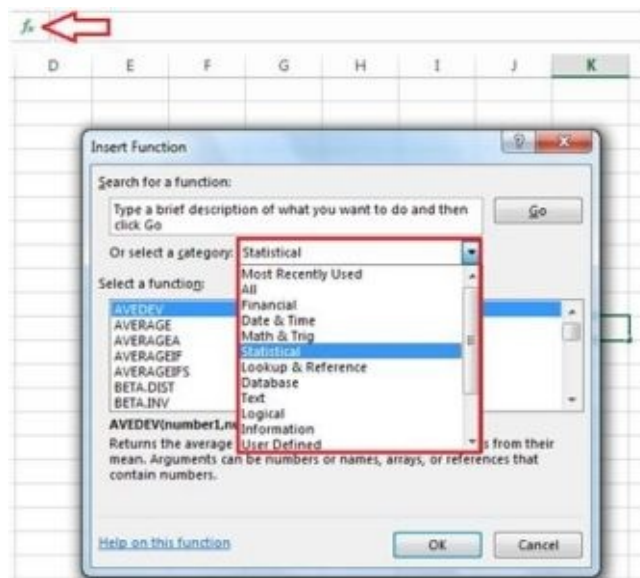 fx
D E F G H I J K
Insert Function
Search for a function:
Type a brief description of what you want to do and then
click Go
Go
Or select a category: Statistical
Most Recently Used
All
Financial
Date & Time
Math & Trig
Statistical
Lookup & Reference
Database
Text
Logical
Information
User Defined
Select a function:
AVEDEV
AVERAGE
AVERAGEA
AVERAGEIF
AVERAGEIFS
BETA.DIST
BETA.INV
AVEDEV(number1,nu
Returns the average s from their
mean. Arguments can be numbers or names, arrays, or references that
contain numbers.
Help on this function
OK Cancel